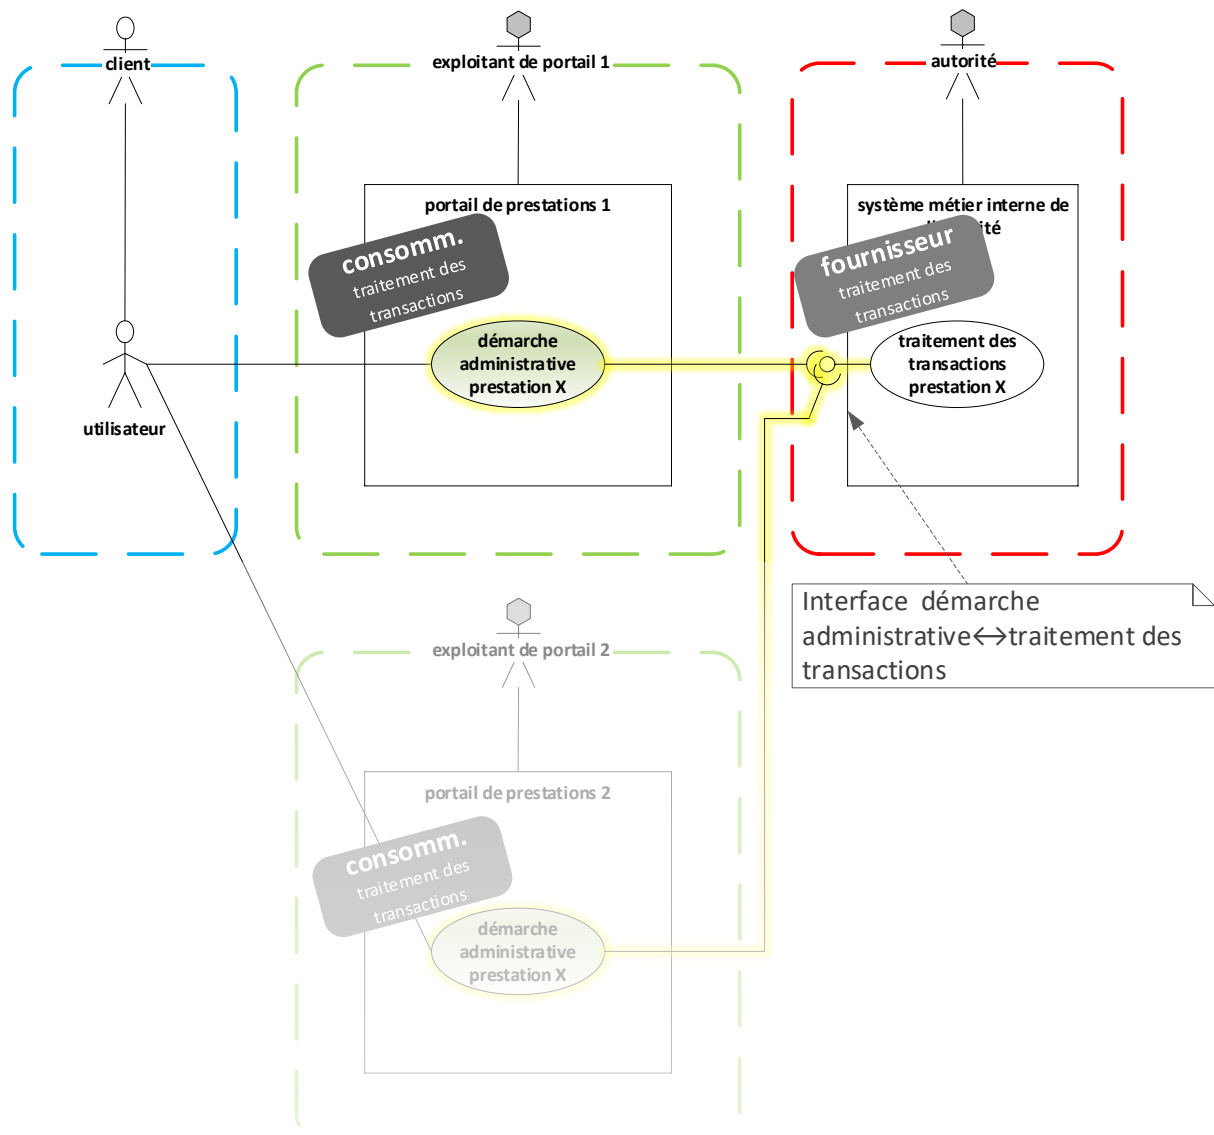 client
exploitant de portail 1
autorité
portail de prestations 1
système métier interne de
consomm.
traitement des
transactions
fournisseur
traitement des
transactions
démarche
administrative
prestation X
traitement des
transactions
prestation X
utilisateur
Interface démarche
administrative↔traitement des
transactions
exploitant de portail 2
portail de prestations 2
consomm.
traitement des
transactions
démarche
administrative
prestation X